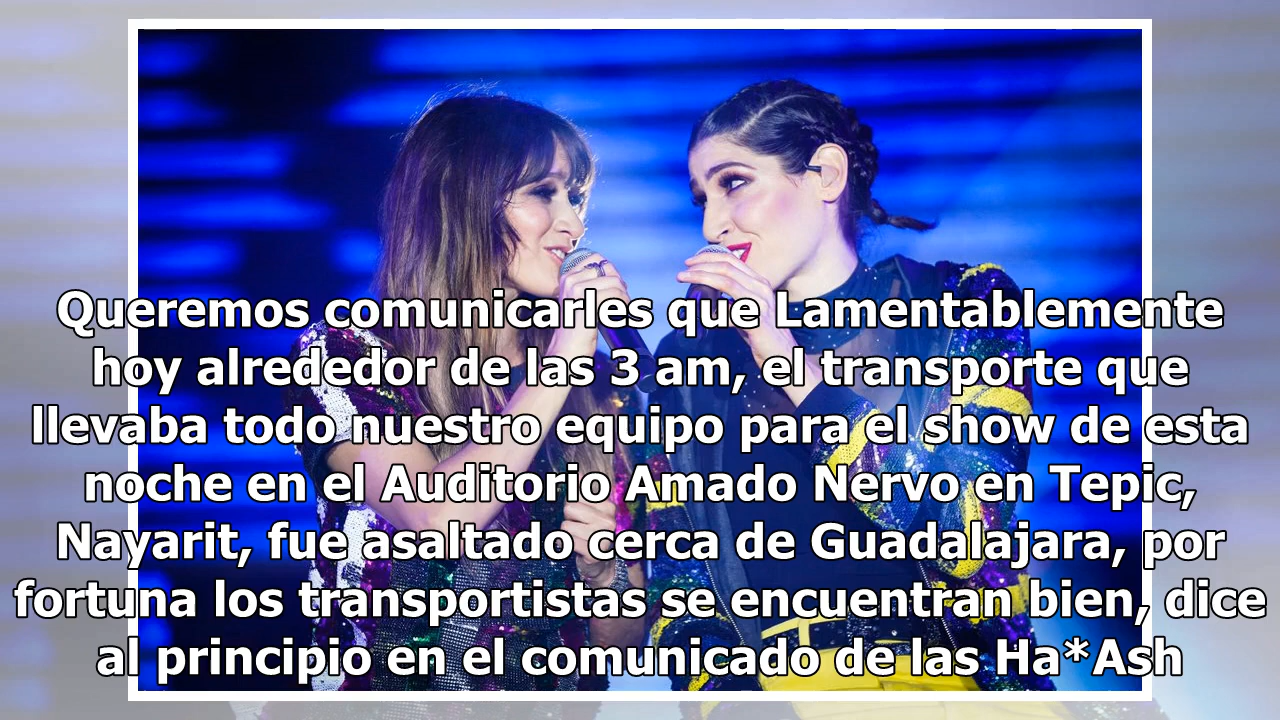 Queremos comunicarles que Lamentablemente
hoy alrededor de las 3 am, el transporte que
llevaba todo nuestro equipo para el show de esta
noche en el Auditorio Amado Nervo en Tepic,
Nayarit, fue asaltado cerca de Guadalajara, por
fortuna los transportistas se encuentran bien, dice
al principio en el comunicado de las Ha*Ash